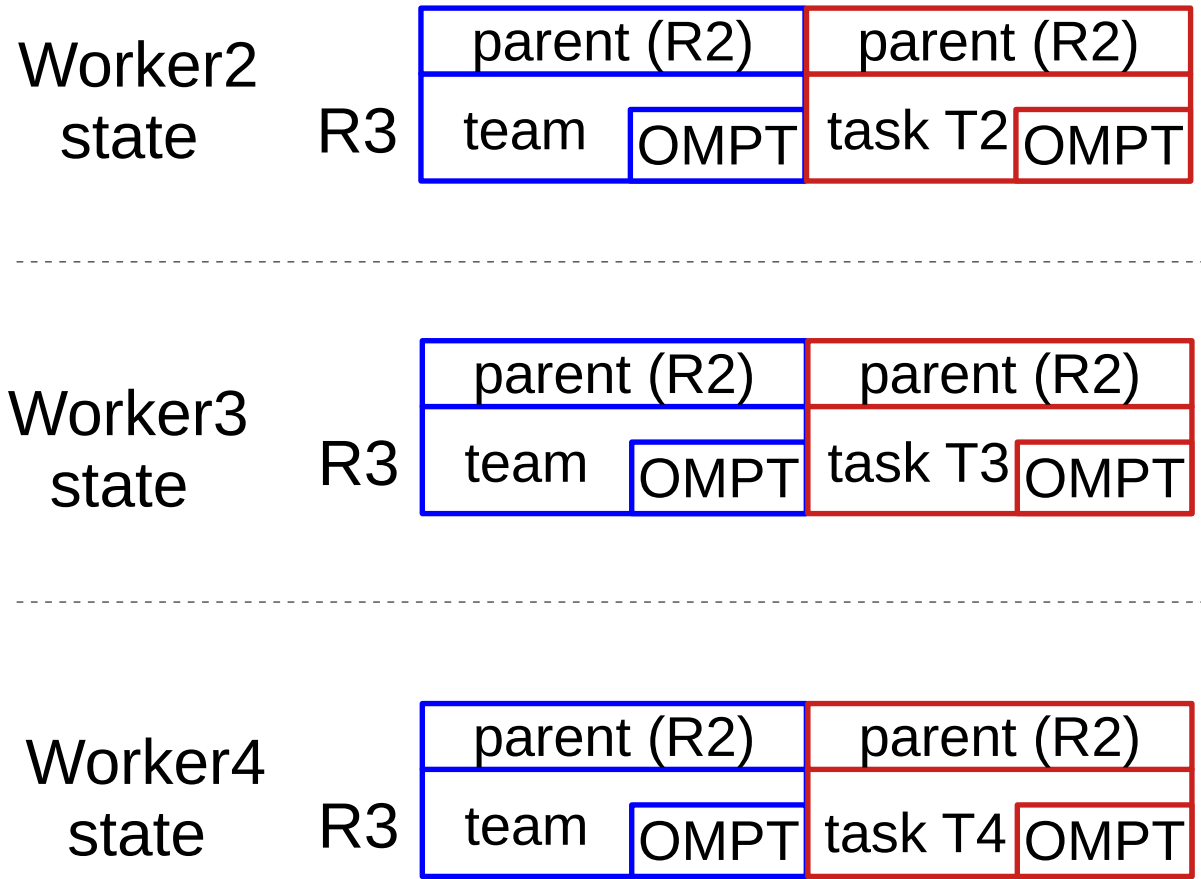 Worker2
state
R3
parent (R2) parent (R2)
team OMPT task T2 OMPT
Worker3
state
R3
parent (R2) parent (R2)
team OMPT task T3 OMPT
Worker4
state
R3
parent (R2) parent (R2)
team OMPT task T4 OMPT